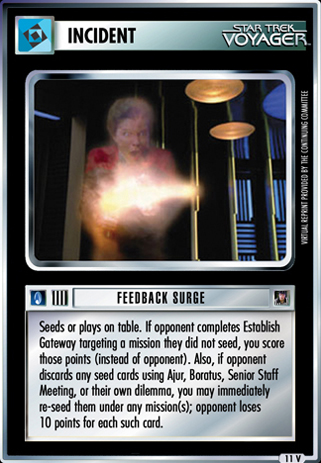 INCIDENT
STAR TREK
VOYAGER™
VIRTUAL REPRINT PROVIDED BY THE CONTINUING COMMITTEE
FEEDBACK SURGE
Seeds or plays on table. If opponent completes Establish
Gateway targeting a mission they did not seed, you score
those points (instead of opponent). Also, if opponent
discards any seed cards using Ajur, Boratus, Senior Staff
Meeting, or their own dilemma, you may immediately
re-seed them under any mission(s); opponent loses
10 points for each such card.
11 V